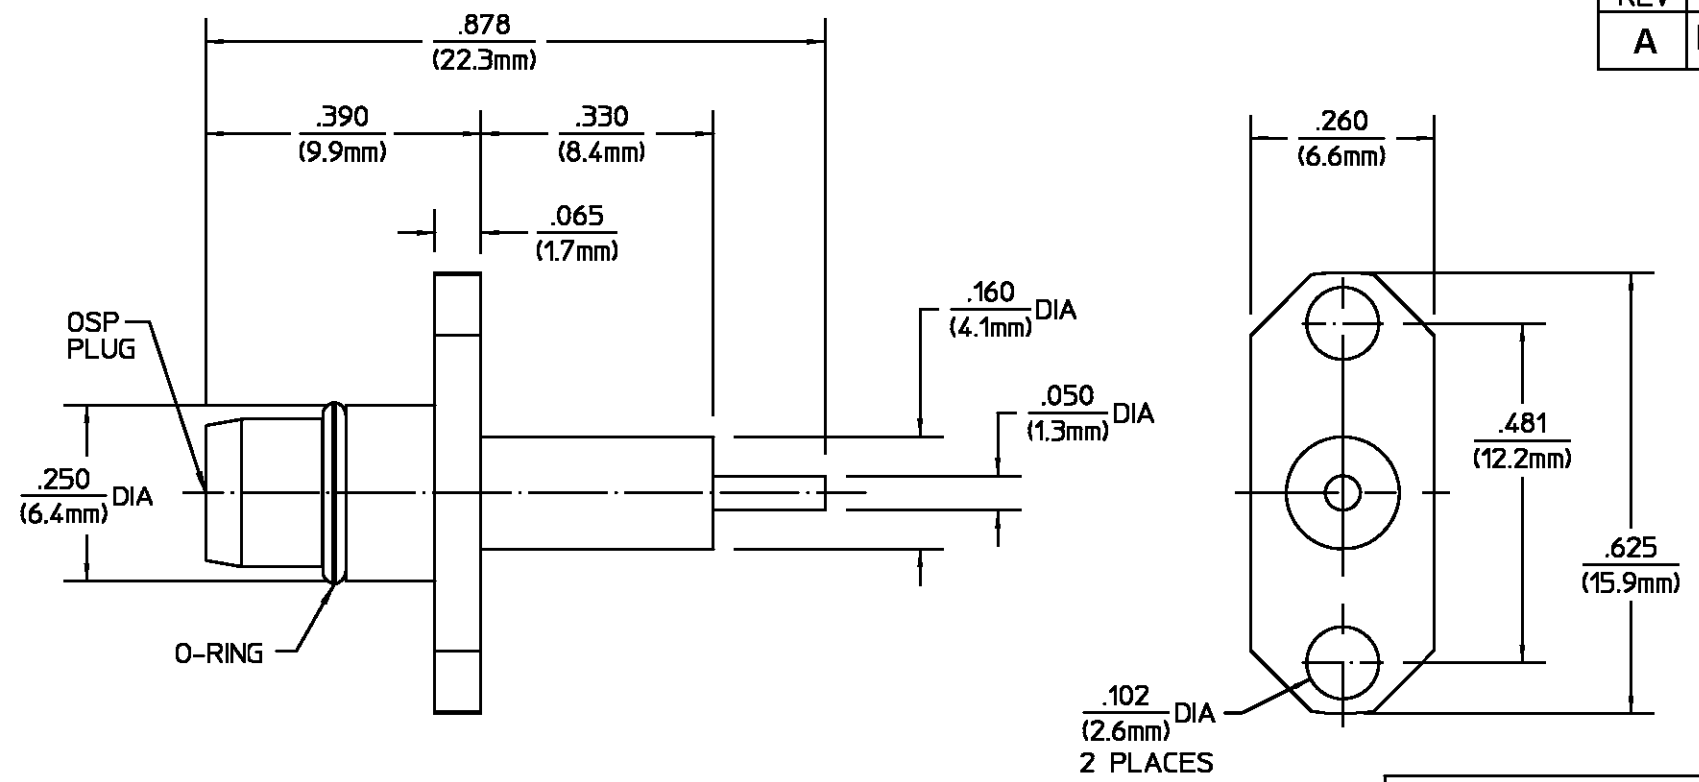 .878
(22.3mm)
.390
(9.9mm)
.330
(8.4mm)
.065
(1.7mm)
OSP
PLUG
.160
(4.1mm) DIA
.050
(1.3mm) DIA
.250
(6.4mm) DIA
O-RING
A
.260
(6.6mm)
.481
(12.2mm)
.625
(15.9mm)
.102
(2.6mm) DIA
2 PLACES